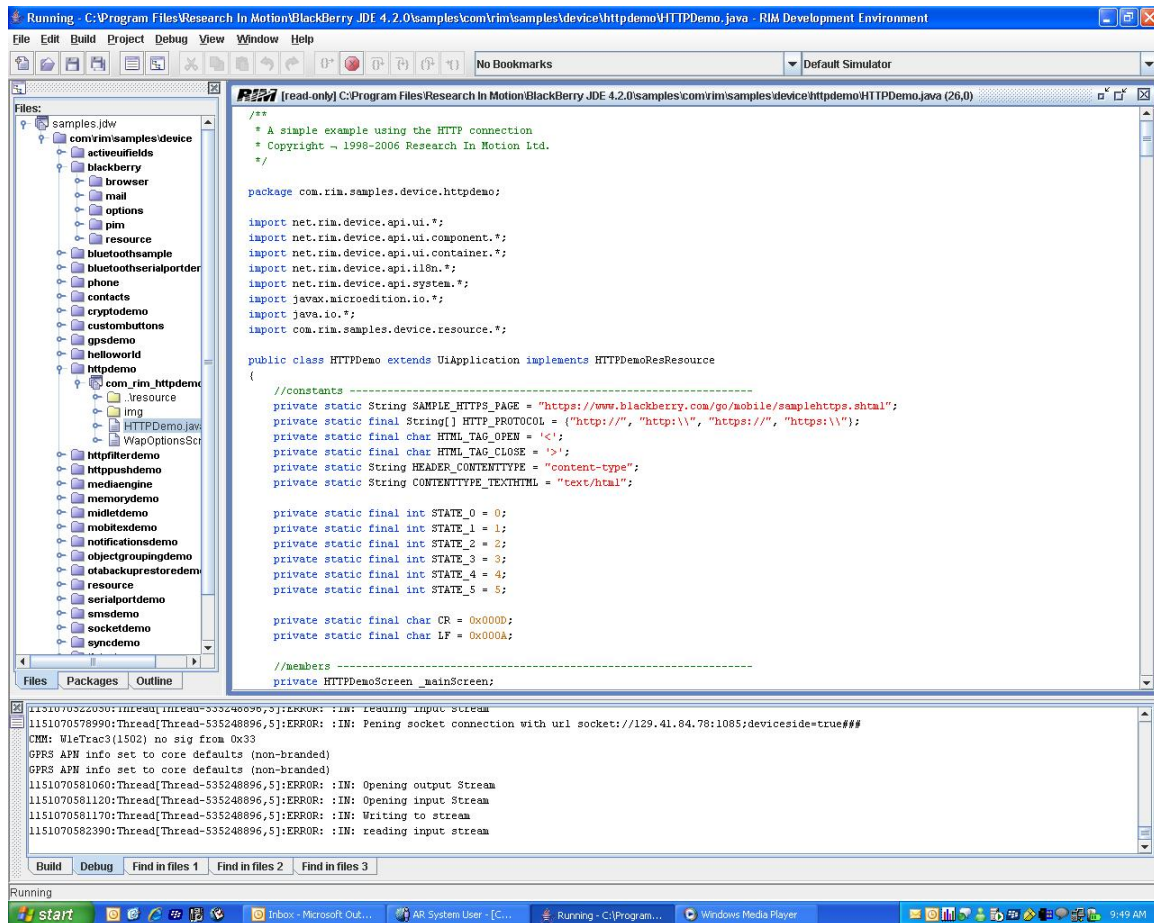 Running - C:\Program Files\Research In Motion\BlackBerry JDE 4.2.0\samples\com\rim\samples\device\httpdemo\HTTPDemo.java - RIM Development Environment
File Edit Build Project Debug View Window Help
No Bookmarks
Default Simulator
Files:
samples.jdw
com\rim\samples\device
activeuifields
blackberry
browser
mail
options
pim
resource
bluetoothsample
bluetoothserialportder
phone
contacts
cryptodemo
custombuttons
gpsdemo
helloworld
httpdemo
com_rim_httpdemo
..\resource
img
HTTPDemo.java
WapOptionsScr
httpfilterdemo
httppushdemo
mediaengine
memorydemo
midletdemo
mobitexdemo
notificationsdemo
objectgroupingdemo
otabackuprestoredem
resource
serialportdemo
smsdemo
socketdemo
syncdemo
Files Packages Outline
RIM [read-only] C:\Program Files\Research In Motion\BlackBerry JDE 4.2.0\samples\com\rim\samples\device\httpdemo\HTTPDemo.java (26,0)
/**
* A simple example using the HTTP connection
* Copyright ¬ 1998-2006 Research In Motion Ltd.
*/
package com.rim.samples.device.httpdemo;
import net.rim.device.api.ui.*;
import net.rim.device.api.ui.component.*;
import net.rim.device.api.ui.container.*;
import net.rim.device.api.i18n.*;
import net.rim.device.api.system.*;
import javax.microedition.io.*;
import java.io.*;
import com.rim.samples.device.resource.*;
public class HTTPDemo extends UiApplication implements HTTPDemoResResource
{
//constants -----------------------------------------------------------------
private static String SAMPLE_HTTPS_PAGE = "https://www.blackberry.com/go/mobile/samplehttps.shtml";
private static final String[] HTTP_PROTOCOL = {"http://", "http:\\", "https://", "https:\\"};
private static final char HTML_TAG_OPEN = '<';
private static final char HTML_TAG_CLOSE = '>';
private static String HEADER_CONTENTTYPE = "content-type";
private static String CONTENTTYPE_TEXTHTML = "text/html";
private static final int STATE_0 = 0;
private static final int STATE_1 = 1;
private static final int STATE_2 = 2;
private static final int STATE_3 = 3;
private static final int STATE_4 = 4;
private static final int STATE_5 = 5;
private static final char CR = 0x000D;
private static final char LF = 0x000A;
//members -------------------------------------------------------------------
private HTTPDemoScreen _mainScreen;
1151070522050:Thread[Thread-535248896,5]:ERROR: :IN: reading input stream
1151070578990:Thread[Thread-535248896,5]:ERROR: :IN: Pening socket connection with url socket://129.41.84.78:1085;deviceside=true###
CMM: WleTrac3(1502) no sig from 0x33
GPRS APN info set to core defaults (non-branded)
GPRS APN info set to core defaults (non-branded)
1151070581060:Thread[Thread-535248896,5]:ERROR: :IN: Opening output Stream
1151070581120:Thread[Thread-535248896,5]:ERROR: :IN: Opening input Stream
1151070581170:Thread[Thread-535248896,5]:ERROR: :IN: Writing to stream
1151070582390:Thread[Thread-535248896,5]:ERROR: :IN: reading input stream
Build Debug Find in files 1 Find in files 2 Find in files 3
Running
start Inbox - Microsoft Out... AR System User - [C... Running - C:\Program... Windows Media Player 9:49 AM